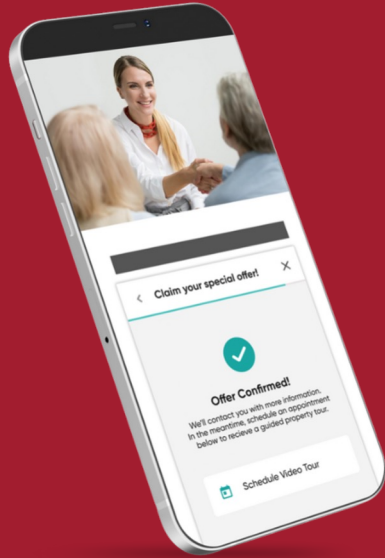 Claim your special offer!
Offer Confirmed!
We'll contact you with more information.
In the meantime, schedule an appointment
below to recieve a guided property tour.
Schedule Video Tour